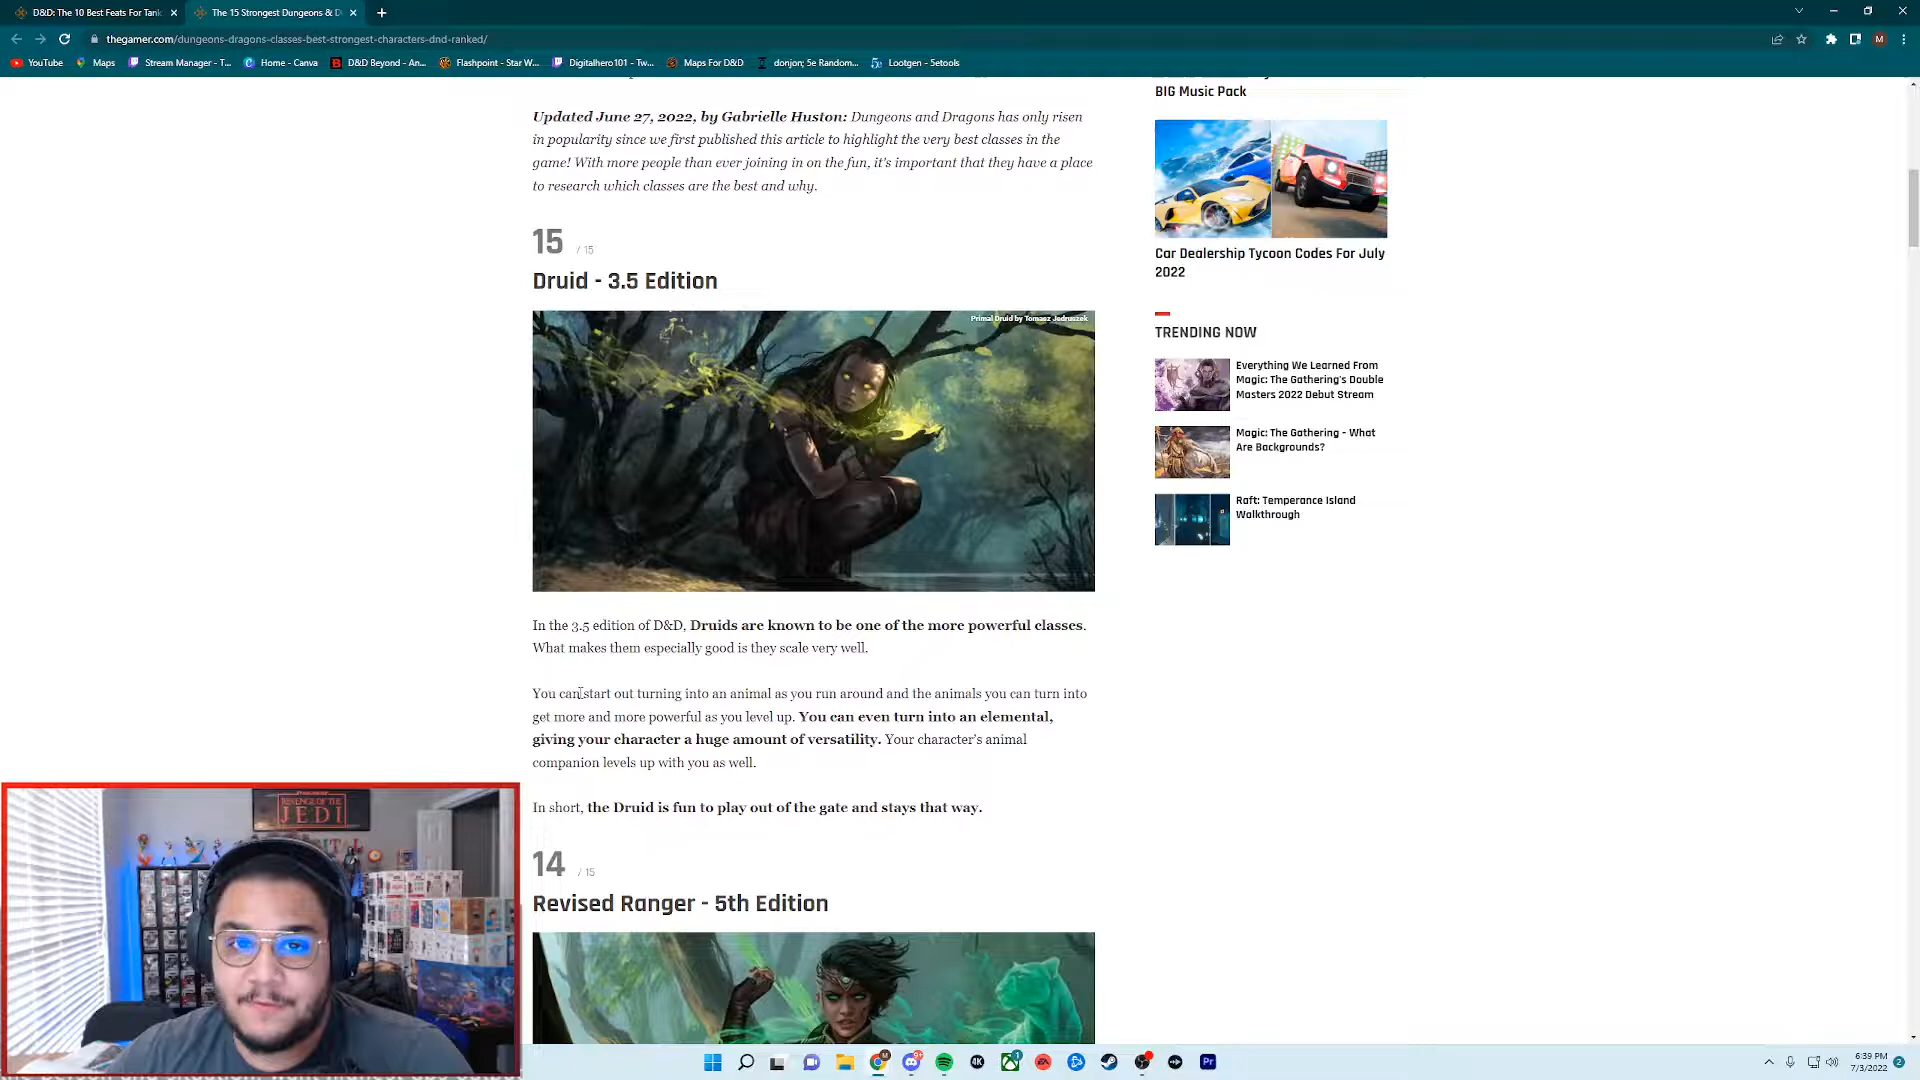 D&D: The 10 Best Feats For Tank
The 15 Strongest Dungeons & D
thegamer.com/dungeons-dragons-classes-best-strongest-characters-dnd-ranked/
M
YouTube
Maps
Stream Manager - T...
Home - Canva
D&D Beyond - An...
Flashpoint - Star W...
Digitalhero101 - Tw...
Maps For D&D
donjon; 5e Random...
Lootgen - 5etools
BIG Music Pack
Updated June 27, 2022, by Gabrielle Huston: Dungeons and Dragons has only risen
in popularity since we first published this article to highlight the very best classes in the
game! With more people than ever joining in on the fun, it's important that they have a place
to research which classes are the best and why.
15 / 15
Druid - 3.5 Edition
Primal Druid by Tomasz Jedruszek
In the 3.5 edition of D&D, Druids are known to be one of the more powerful classes.
What makes them especially good is they scale very well.
You can start out turning into an animal as you run around and the animals you can turn into
get more and more powerful as you level up. You can even turn into an elemental,
giving your character a huge amount of versatility. Your character's animal
companion levels up with you as well.
In short, the Druid is fun to play out of the gate and stays that way.
14 / 15
Revised Ranger - 5th Edition
Car Dealership Tycoon Codes For July
2022
TRENDING NOW
Everything We Learned From
Magic: The Gathering's Double
Masters 2022 Debut Stream
Magic: The Gathering - What
Are Backgrounds?
Raft: Temperance Island
Walkthrough
REVENGE OF THE
JEDI
4K
EA
Pr
6:39 PM
7/3/2022
2